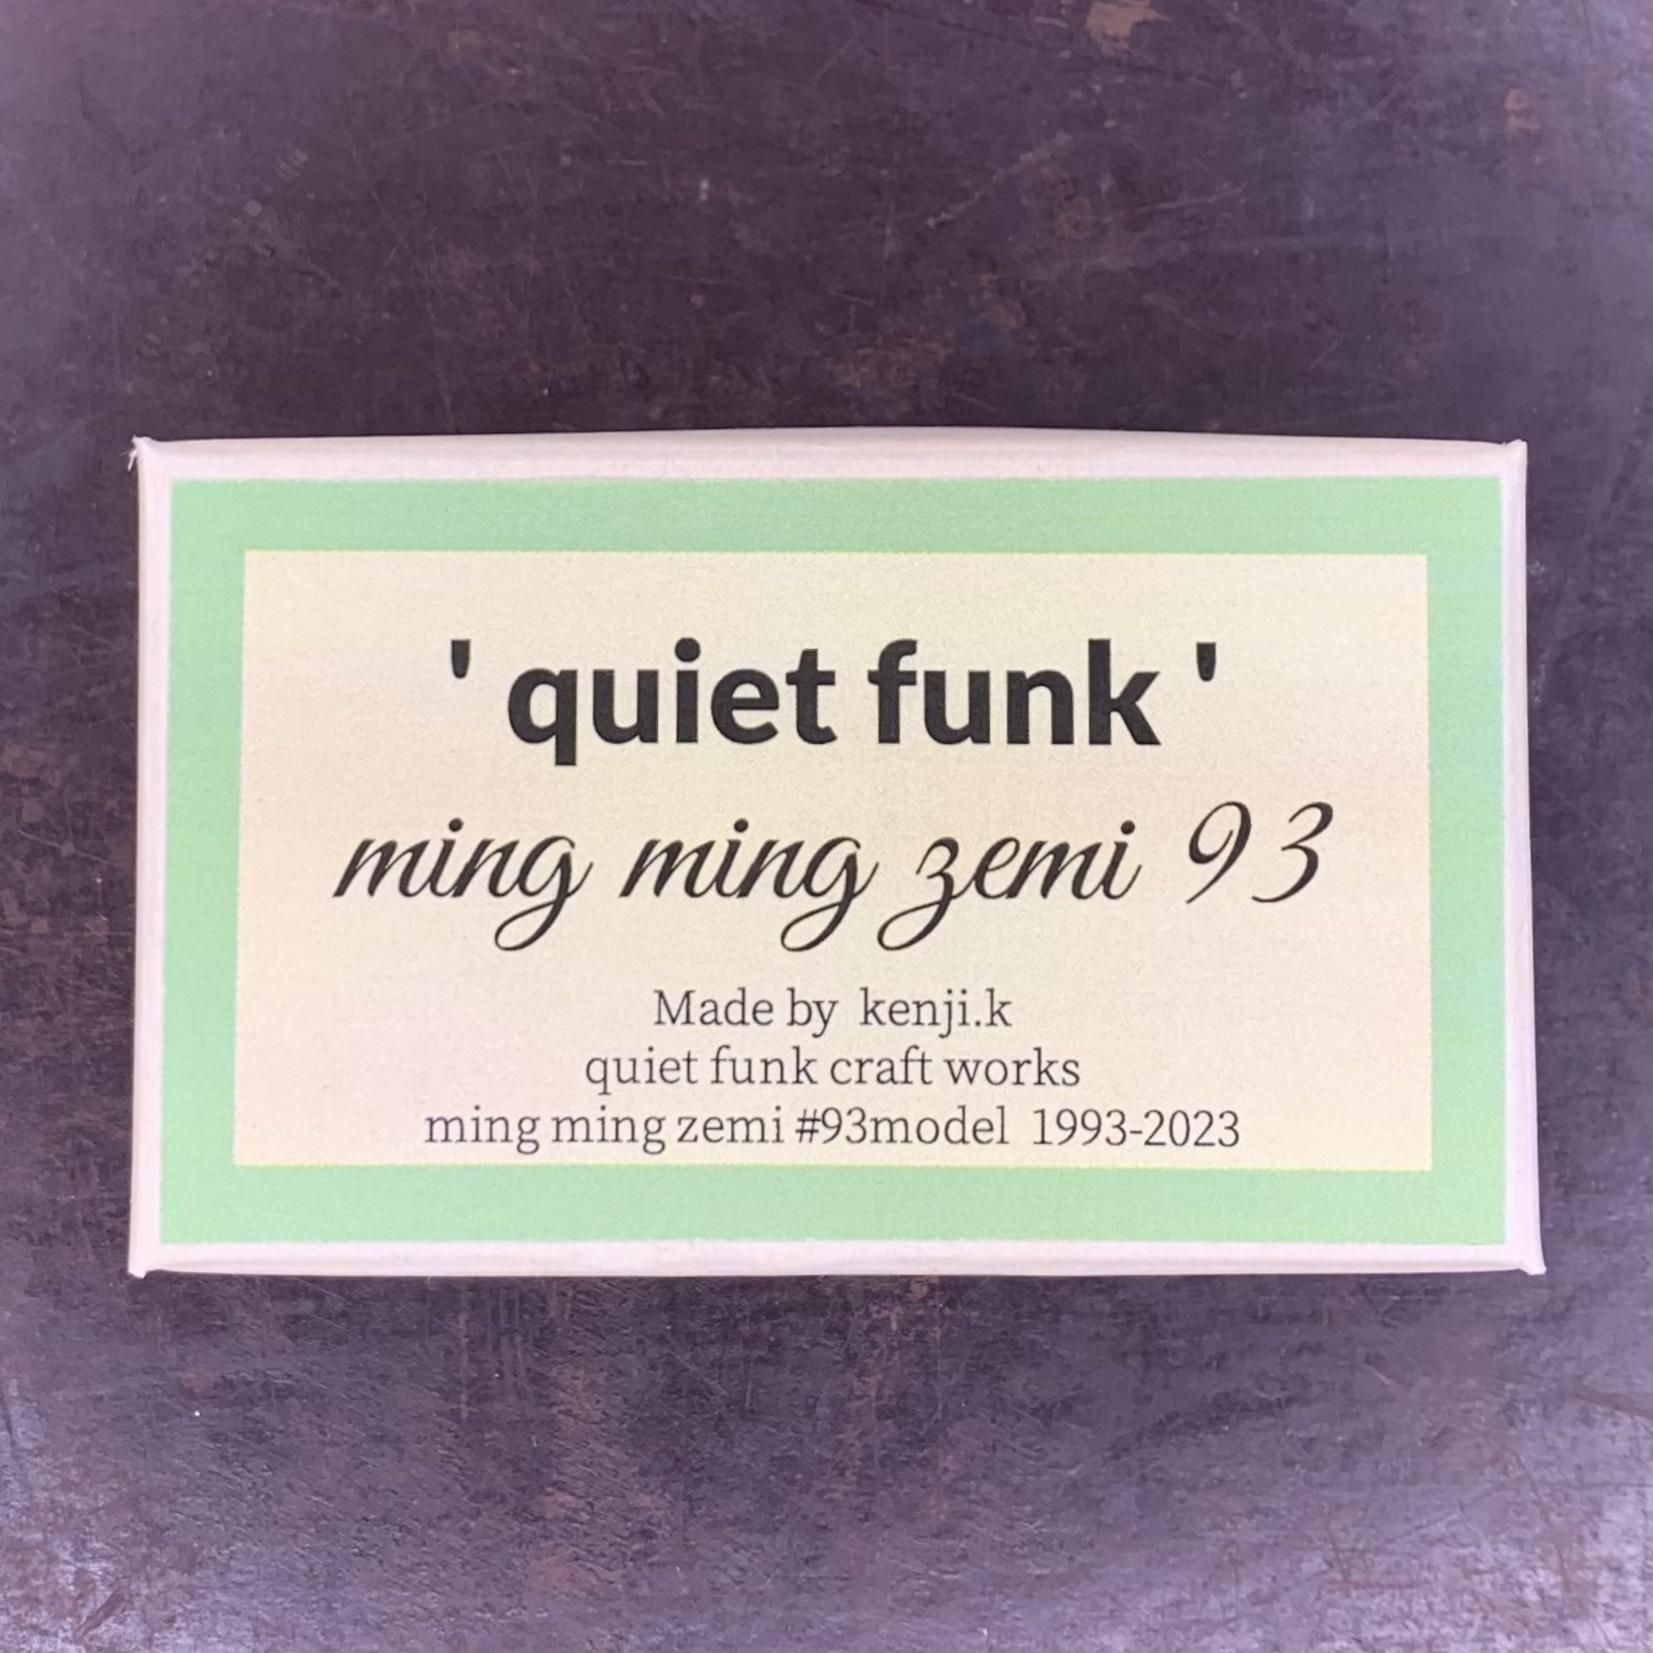 ' quiet funk '
ming ming zemi 93
Made by kenji.k
quiet funk craft works
ming ming zemi #93model 1993-2023